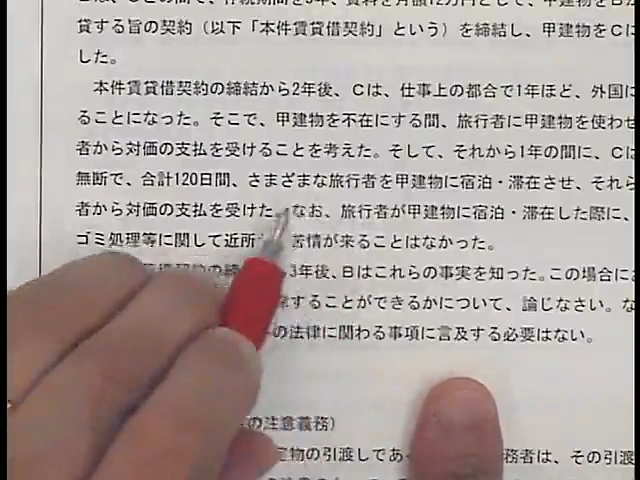 貸する旨の契約（以下「本件賃貸借契約」という）を締結し、甲建物をCに
した。
本件賃貸借契約の締結から2年後、Cは、仕事上の都合で1年ほど、外国に
ることになった。そこで、甲建物を不在にする間、旅行者に甲建物を使わせ
者から対価の支払を受けることを考えた。そして、それから1年の間に、Cに
無断で、合計120日間、さまざまな旅行者を甲建物に宿泊・滞在させ、それら
者から対価の支払を受けた。なお、旅行者が甲建物に宿泊・滞在した際に、
ゴミ処理等に関して近所 苦情が来ることはなかった。
3年後、Bはこれらの事実を知った。この場合に
することができるかについて、論じなさい。な
の法律に関わる事項に言及する必要はない。
の注意義務）
定物の引渡しであ 務者は、その引渡